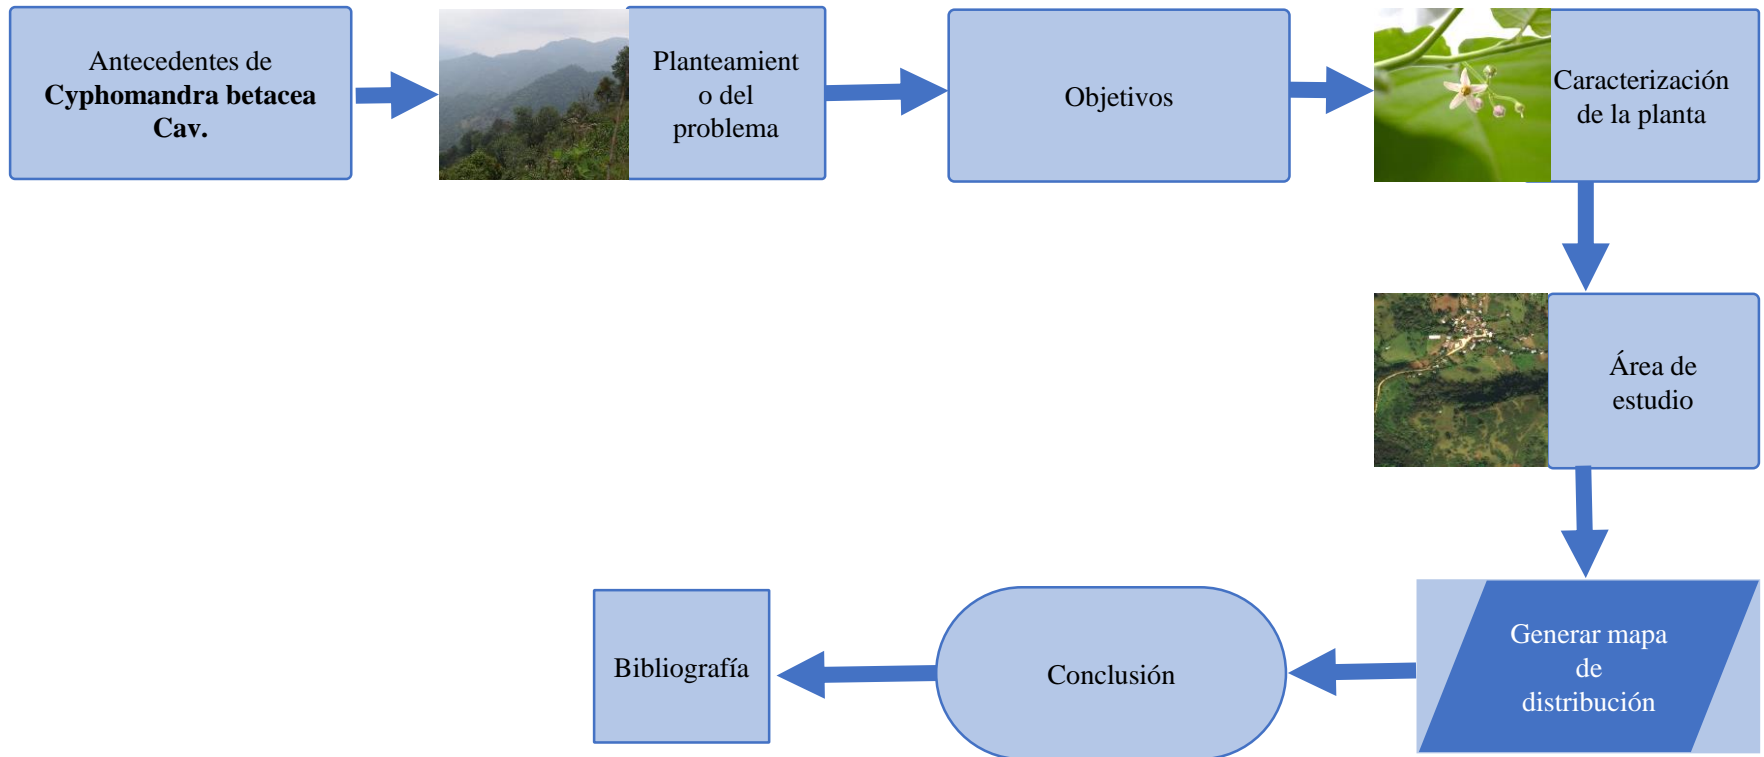 Antecedentes de
Cyphomandra betacea
Cav.
Planteamient
o del
problema
Objetivos
Caracterización
de la planta
Área de
estudio
Generar mapa
de
distribución
Conclusión
Bibliografía